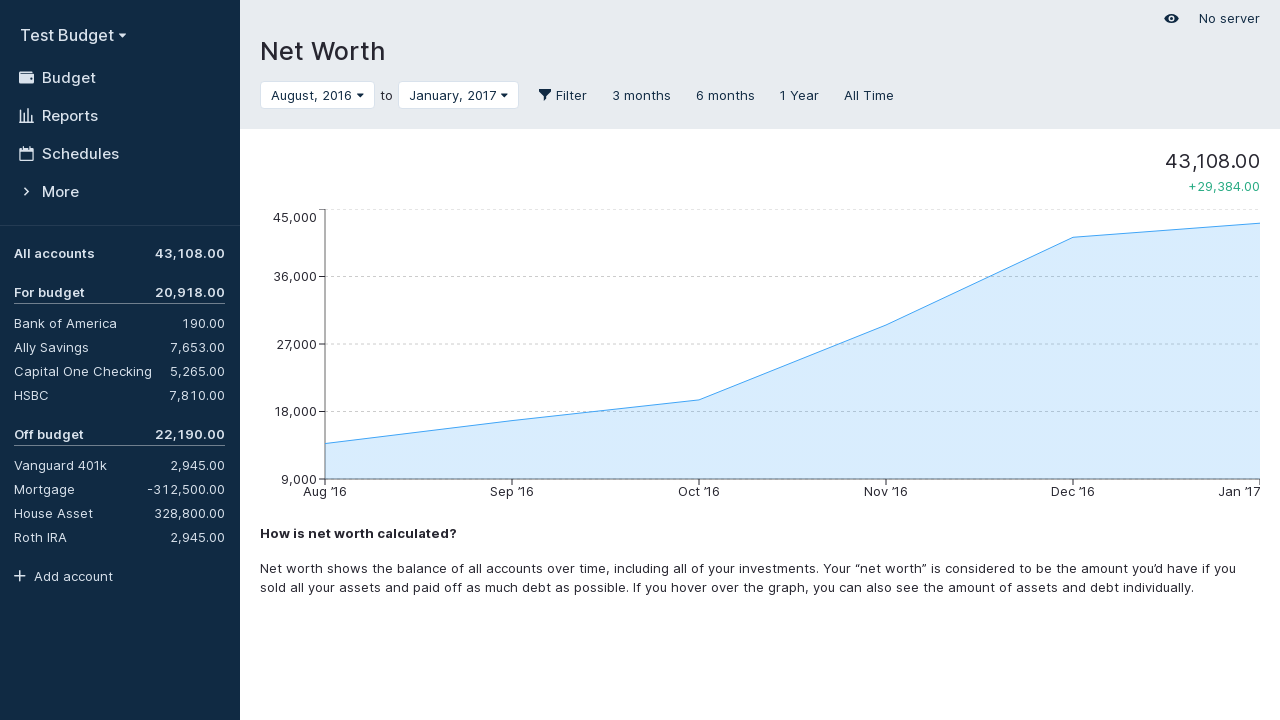 Test Budget
Budget
Reports
Schedules
More
All accounts 43,108.00
For budget 20,918.00
Bank of America 190.00
Ally Savings 7,653.00
Capital One Checking 5,265.00
HSBC 7,810.00
Off budget 22,190.00
Vanguard 401k 2,945.00
Mortgage -312,500.00
House Asset 328,800.00
Roth IRA 2,945.00
Add account
No server
Net Worth
August, 2016 to January, 2017 Filter 3 months 6 months 1 Year All Time
43,108.00
+29,384.00
45,000
36,000
27,000
18,000
9,000
Aug ‘16 Sep ‘16 Oct ‘16 Nov ‘16 Dec ‘16 Jan ‘17
How is net worth calculated?
Net worth shows the balance of all accounts over time, including all of your investments. Your “net worth” is considered to be the amount you’d have if you
sold all your assets and paid off as much debt as possible. If you hover over the graph, you can also see the amount of assets and debt individually.